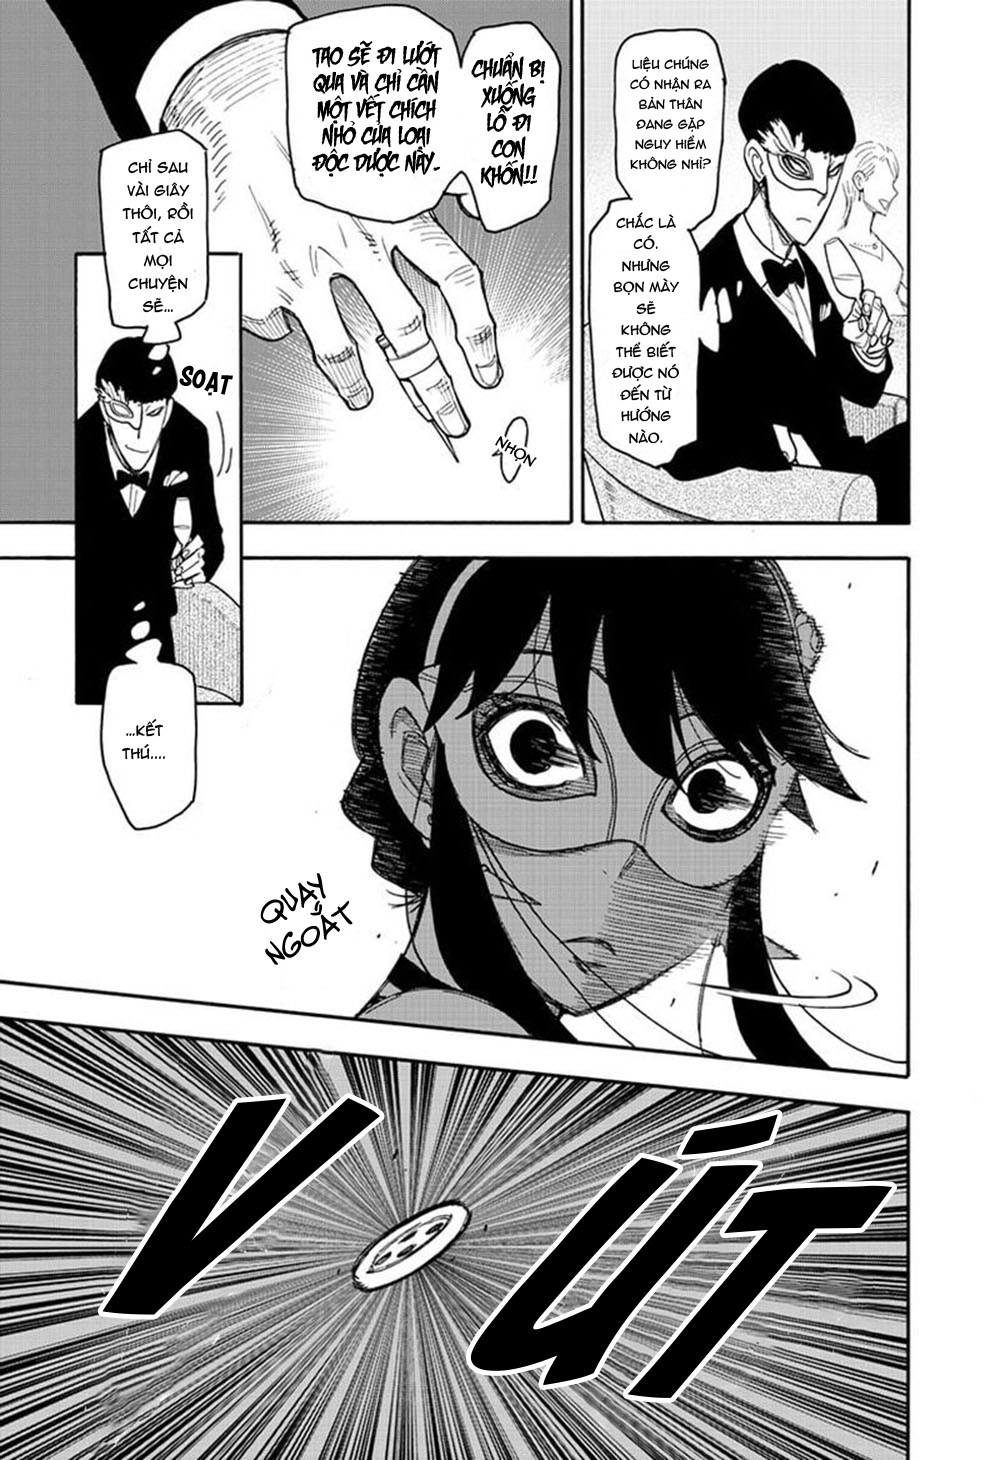 LIỆU CHÚNG
CÓ NHẬN RA
BẢN THÂN
ĐANG GẶP
NGUY HIỂM
KHÔNG NHỈ?
CHẮC LÀ
CÓ.
NHƯNG
BỌN MÀY
SẼ
KHÔNG
THỂ BIẾT
ĐƯỢC NÓ
ĐẾN TỪ
HƯỚNG
NÀO.
CHUẨN BỊ
XUỐNG
LỖ ĐI
CON
KHỐN!!
TAO SẼ ĐI LƯỚT
QUA VÀ CHỈ CẦN
MỘT VẾT CHÍCH
NHỎ CỦA LOẠI
ĐỘC DƯỢC NÀY..
NHỌN
CHỈ SAU
VÀI GIÂY
THÔI, RỒI
TẤT CẢ
MỌI
CHUYỆN
SẼ...
SOẠT
...KẾT
THÚ....
QUAY
NGOẮT
VÚT